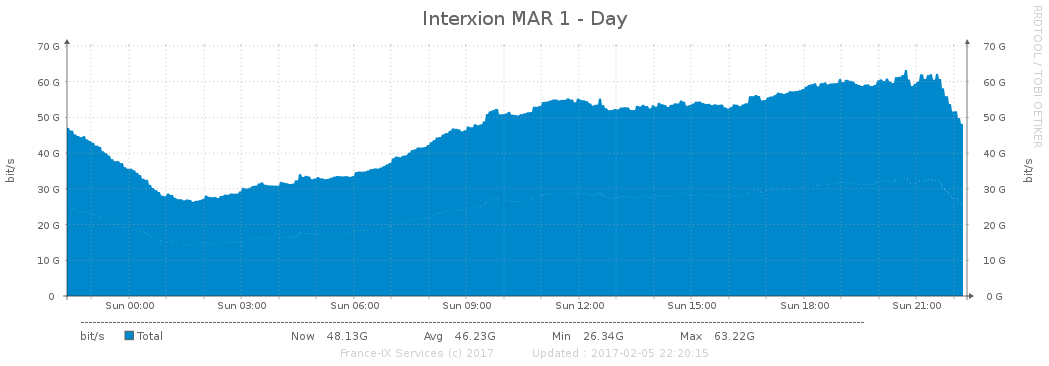 Interxion MAR 1 - Day
RRDTOOL / TOBI OETIKER
70 G 70 G
60 G 60 G
50 G 50 G
40 G 40 G
30 G 30 G
20 G 20 G
10 G 10 G
0 0 G
bit/s
bit/s
Sun 00:00 Sun 03:00 Sun 06:00 Sun 09:00 Sun 12:00 Sun 15:00 Sun 18:00 Sun 21:00
bit/s Total Now 48.13G Avg 46.23G Min 26.34G Max 63.22G
France-IX Services (c) 2017 Updated : 2017-02-05 22:20:15